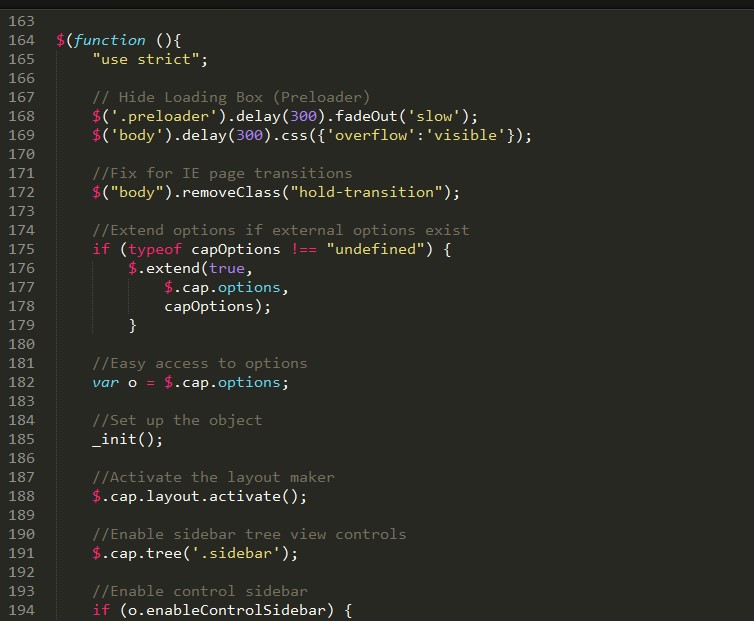 163
164 $(function (){
165 "use strict";
166
167 // Hide Loading Box (Preloader)
168 $('.preloader').delay(300).fadeOut('slow');
169 $('body').delay(300).css({'overflow':'visible'});
170
171 //Fix for IE page transitions
172 $("body").removeClass("hold-transition");
173
174 //Extend options if external options exist
175 if (typeof capOptions !== "undefined") {
176 $.extend(true,
177 $.cap.options,
178 capOptions);
179 }
180
181 //Easy access to options
182 var o = $.cap.options;
183
184 //Set up the object
185 _init();
186
187 //Activate the layout maker
188 $.cap.layout.activate();
189
190 //Enable sidebar tree view controls
191 $.cap.tree('.sidebar');
192
193 //Enable control sidebar
194 if (o.enableControlSidebar) {